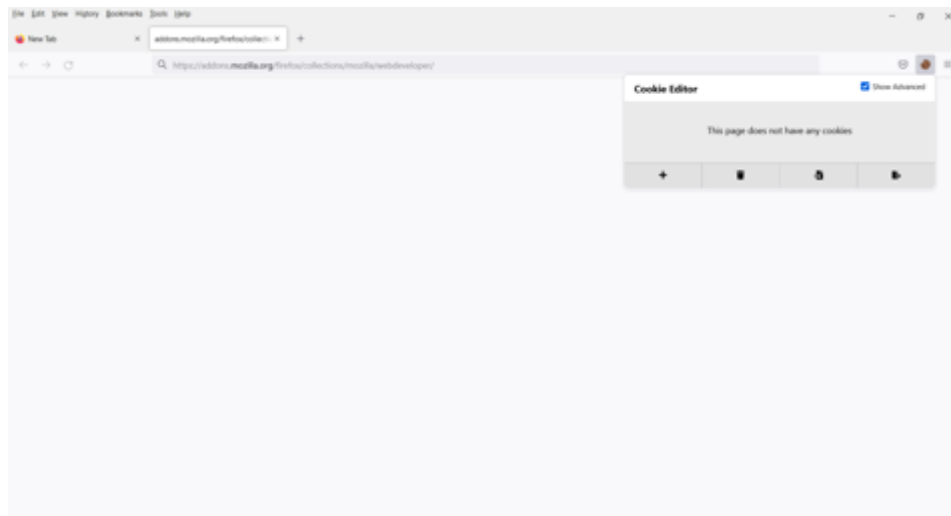 File Edit View History Bookmarks Tools Help
New Tab
addons.mozilla.org/firefox/collecti
https://addons.mozilla.org/firefox/collections/mozilla/webdeveloper/
Cookie Editor
Show Advanced
This page does not have any cookies